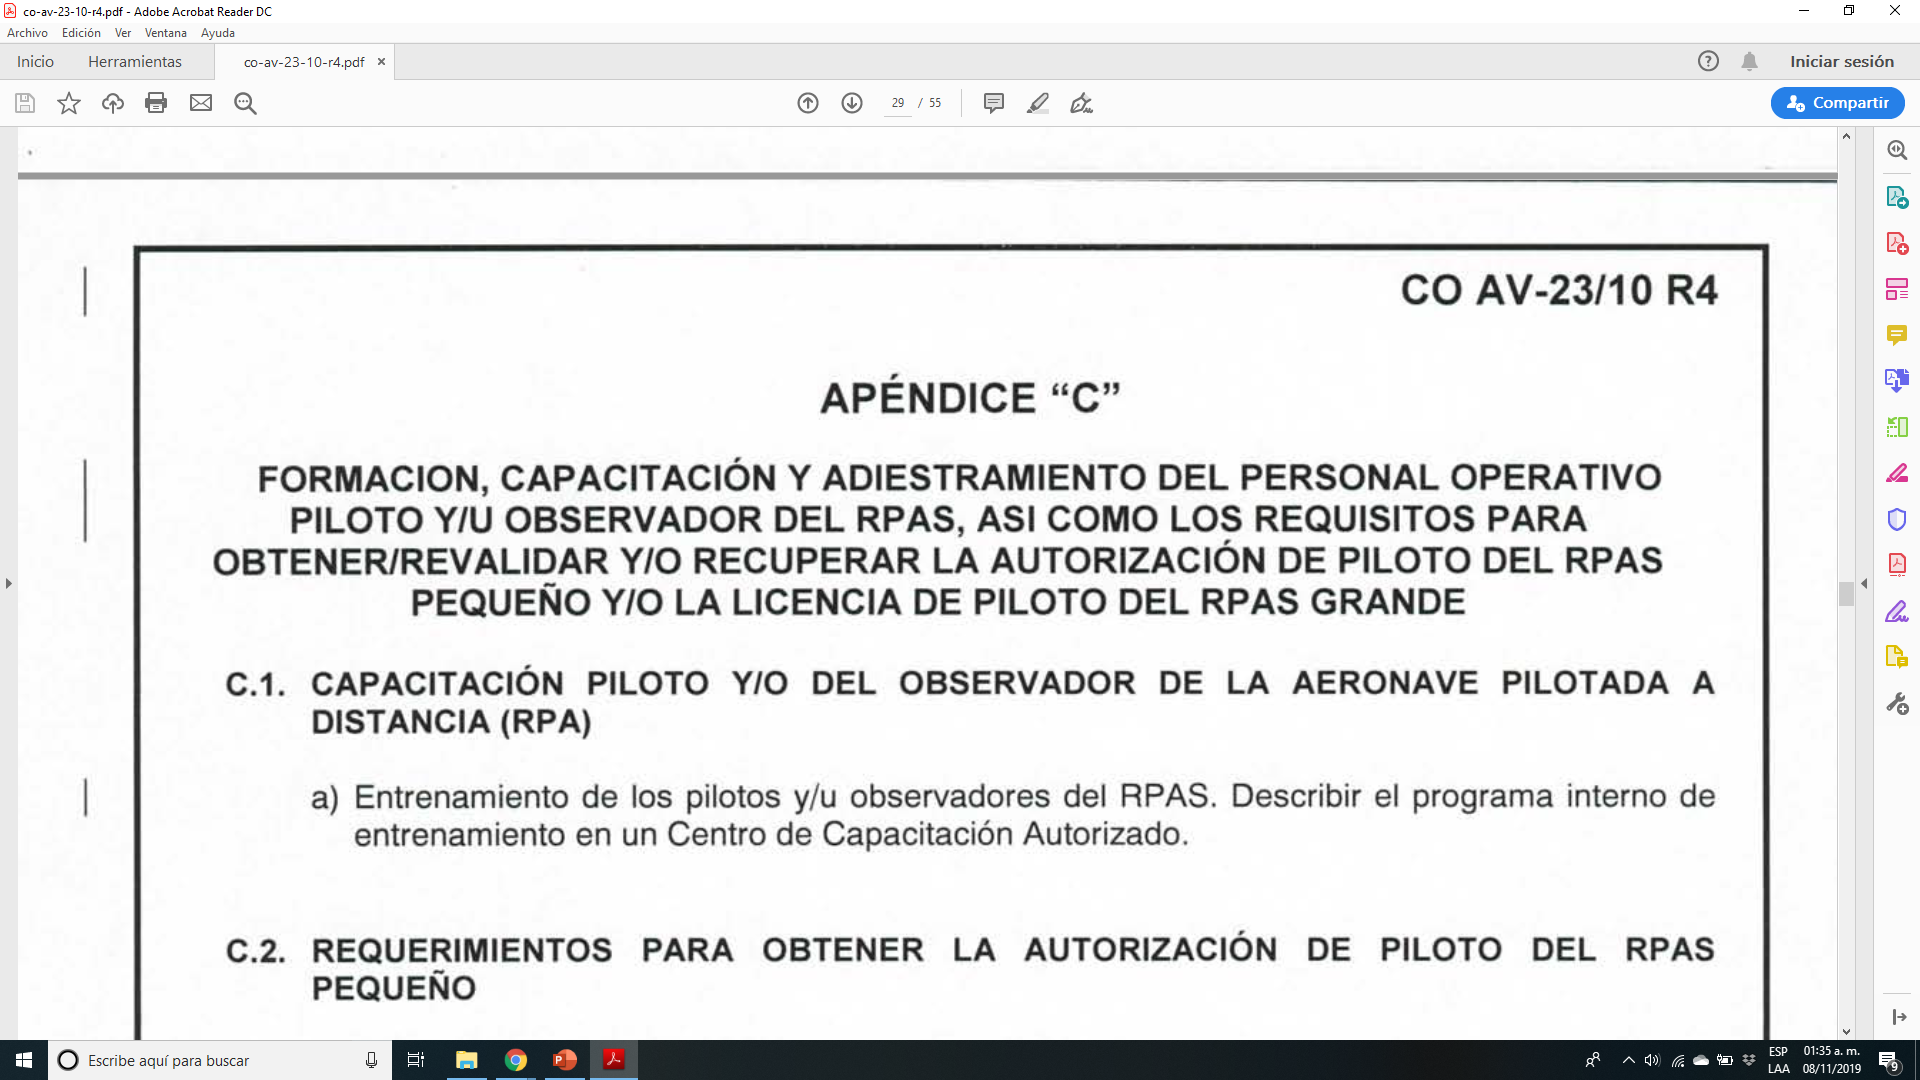 co-av-23-10-r4.pdf - Adobe Acrobat Reader DC
Archivo Edición Ver Ventana Ayuda
Inicio Herramientas co-av-23-10-r4.pdf × Iniciar sesión
29 / 55 Compartir
CO AV-23/10 R4
APÉNDICE “C”
FORMACION, CAPACITACIÓN Y ADIESTRAMIENTO DEL PERSONAL OPERATIVO
PILOTO Y/U OBSERVADOR DEL RPAS, ASI COMO LOS REQUISITOS PARA
OBTENER/REVALIDAR Y/O RECUPERAR LA AUTORIZACIÓN DE PILOTO DEL RPAS
PEQUEÑO Y/O LA LICENCIA DE PILOTO DEL RPAS GRANDE
C.1. CAPACITACIÓN PILOTO Y/O DEL OBSERVADOR DE LA AERONAVE PILOTADA A
DISTANCIA (RPA)
a) Entrenamiento de los pilotos y/u observadores del RPAS. Describir el programa interno de
entrenamiento en un Centro de Capacitación Autorizado.
C.2. REQUERIMIENTOS PARA OBTENER LA AUTORIZACIÓN DE PILOTO DEL RPAS
PEQUEÑO
Escribe aquí para buscar
ESP 01:35 a. m.
LAA 08/11/2019 9